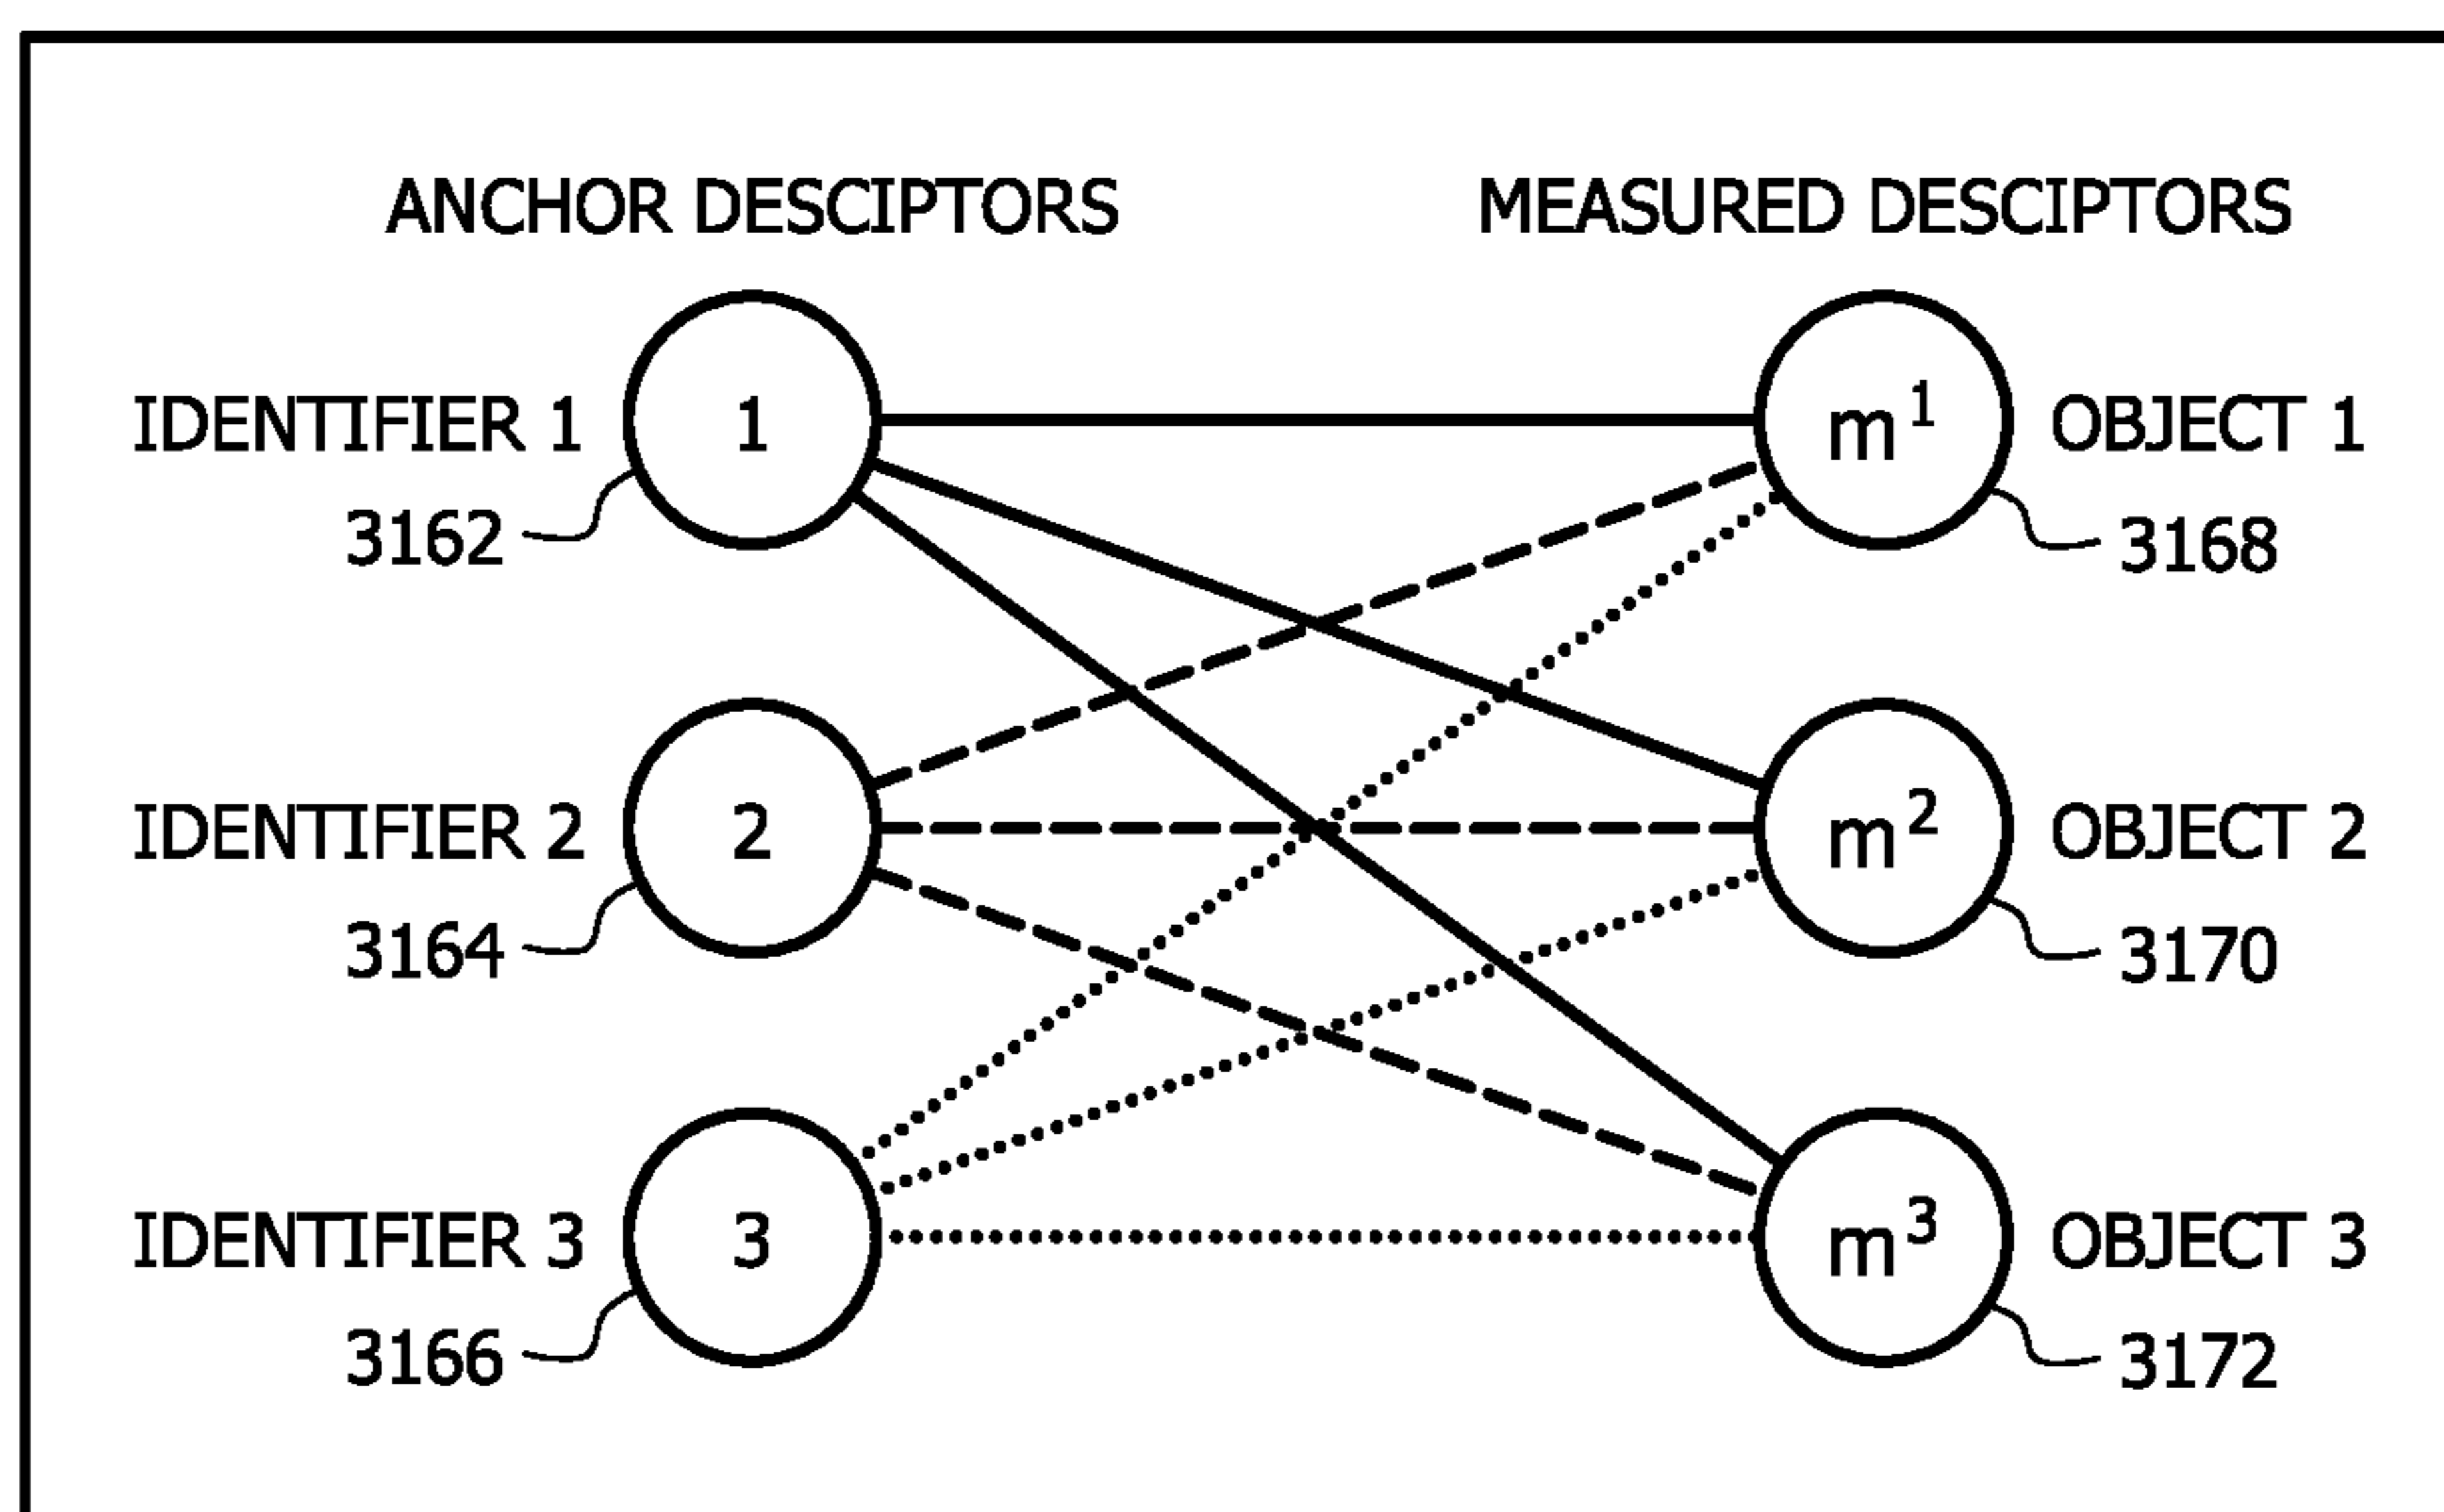 ANCHOR DESCIPTORS MEASURED DESCIPTORS
IDENTIFIER 1 1 m¹ OBJECT 1
3162 3168
IDENTIFIER 2 2 m² OBJECT 2
3164 3170
IDENTIFIER 3 3 m³ OBJECT 3
3166 3172